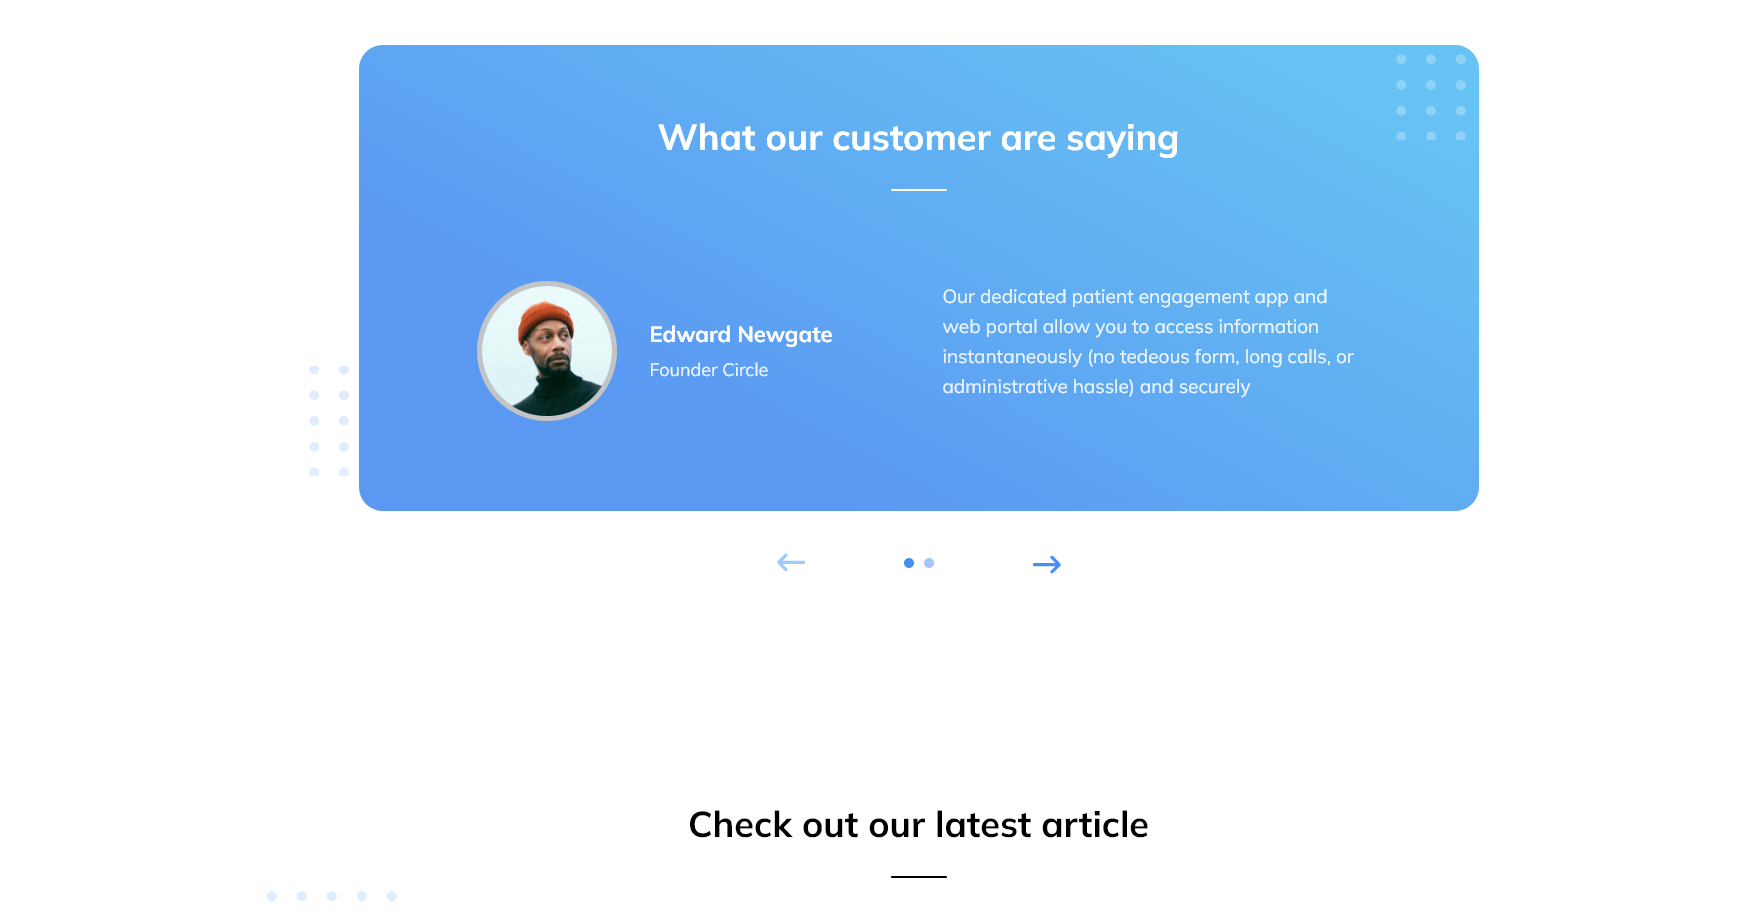 What our customer are saying
Edward Newgate
Founder Circle
Our dedicated patient engagement app and
web portal allow you to access information
instantaneously (no tedeous form, long calls, or
administrative hassle) and securely
Check out our latest article